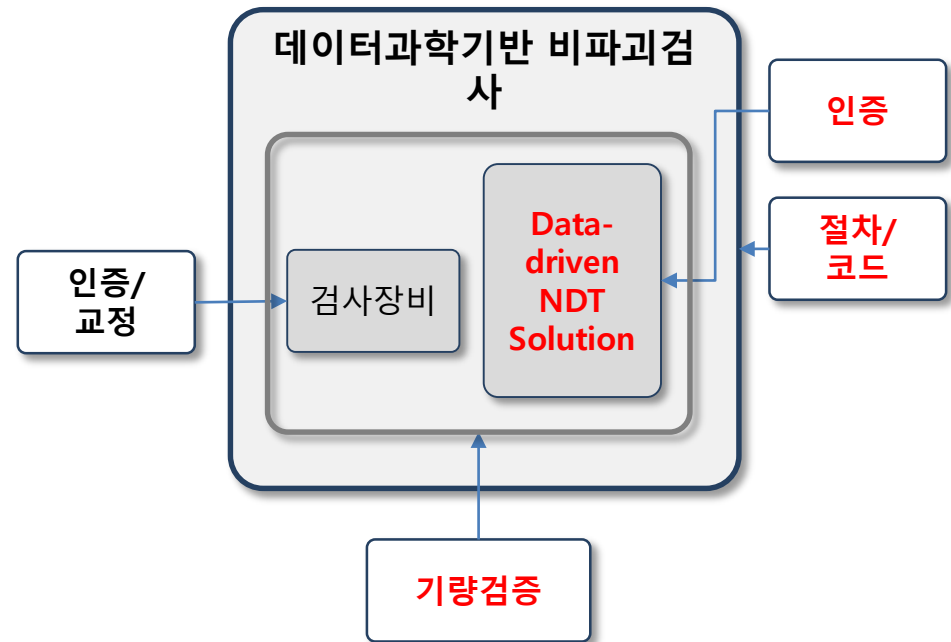 데이터과학기반 비파괴검
사
인증
Data-
driven
NDT
Solution
절차/
코드
인증/
교정
검사장비
기량검증